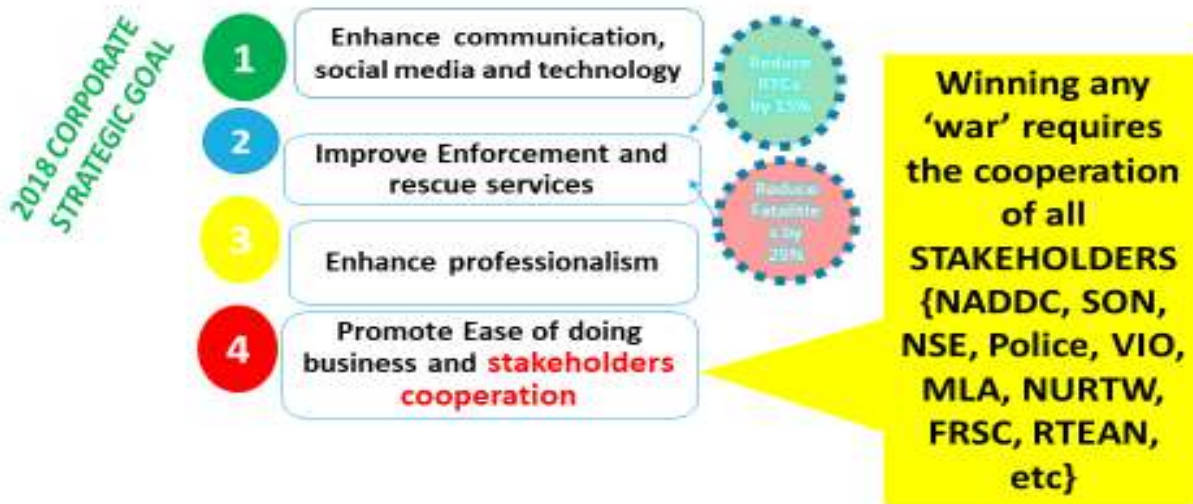 2018 CORPORATE
STRATEGIC GOAL
1
Enhance communication,
social media and technology
2
Improve Enforcement and
rescue services
3
Enhance professionalism
4
Promote Ease of doing
business and stakeholders
cooperation
Reduce
RTCs
by 15%
Reduce
Fatalitie
s by
Winning any
‘war’ requires
the cooperation
of all
STAKEHOLDERS
{NADDC, SON,
NSE, Police, VIO,
MLA, NURTW,
FRSC, RTEAN,
etc}